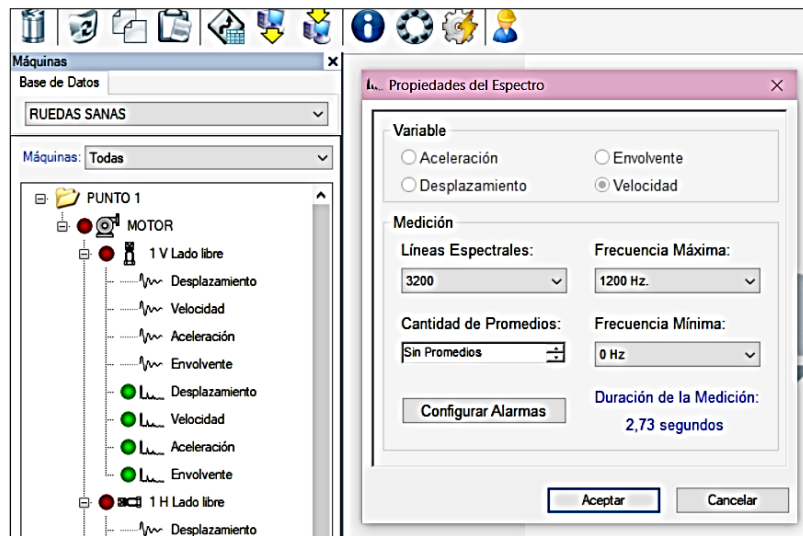 Máquinas
Base de Datos
RUEDAS SANAS
Máquinas: Todas
PUNTO 1
MOTOR
1 V Lado libre
Desplazamiento
Velocidad
Aceleración
Envolvente
Desplazamiento
Velocidad
Aceleración
Envolvente
1 H Lado libre
Desplazamiento
Propiedades del Espectro
Variable
Aceleración
Envolvente
Desplazamiento
Velocidad
Medición
Líneas Espectrales:
Frecuencia Máxima:
3200
1200 Hz.
Cantidad de Promedios:
Frecuencia Mínima:
Sin Promedios
0 Hz
Configurar Alarmas
Duración de la Medición:
2,73 segundos
Aceptar
Cancelar